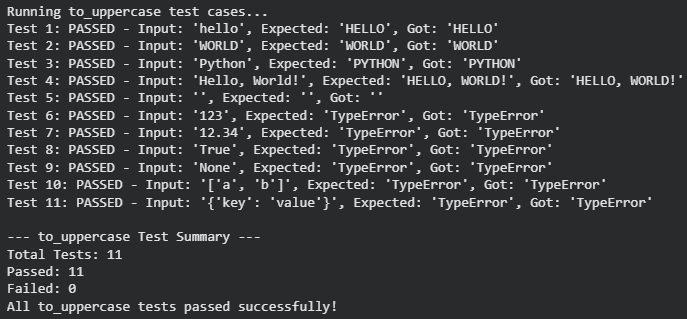 Running to_uppercase test cases...
Test 1: PASSED - Input: 'hello', Expected: 'HELLO', Got: 'HELLO'
Test 2: PASSED - Input: 'WORLD', Expected: 'WORLD', Got: 'WORLD'
Test 3: PASSED - Input: 'Python', Expected: 'PYTHON', Got: 'PYTHON'
Test 4: PASSED - Input: 'Hello, World!', Expected: 'HELLO, WORLD!', Got: 'HELLO, WORLD!'
Test 5: PASSED - Input: '', Expected: '', Got: ''
Test 6: PASSED - Input: '123', Expected: 'TypeError', Got: 'TypeError'
Test 7: PASSED - Input: '12.34', Expected: 'TypeError', Got: 'TypeError'
Test 8: PASSED - Input: 'True', Expected: 'TypeError', Got: 'TypeError'
Test 9: PASSED - Input: 'None', Expected: 'TypeError', Got: 'TypeError'
Test 10: PASSED - Input: '['a', 'b']', Expected: 'TypeError', Got: 'TypeError'
Test 11: PASSED - Input: '{'key': 'value'}', Expected: 'TypeError', Got: 'TypeError'

--- to_uppercase Test Summary ---
Total Tests: 11
Passed: 11
Failed: 0
All to_uppercase tests passed successfully!